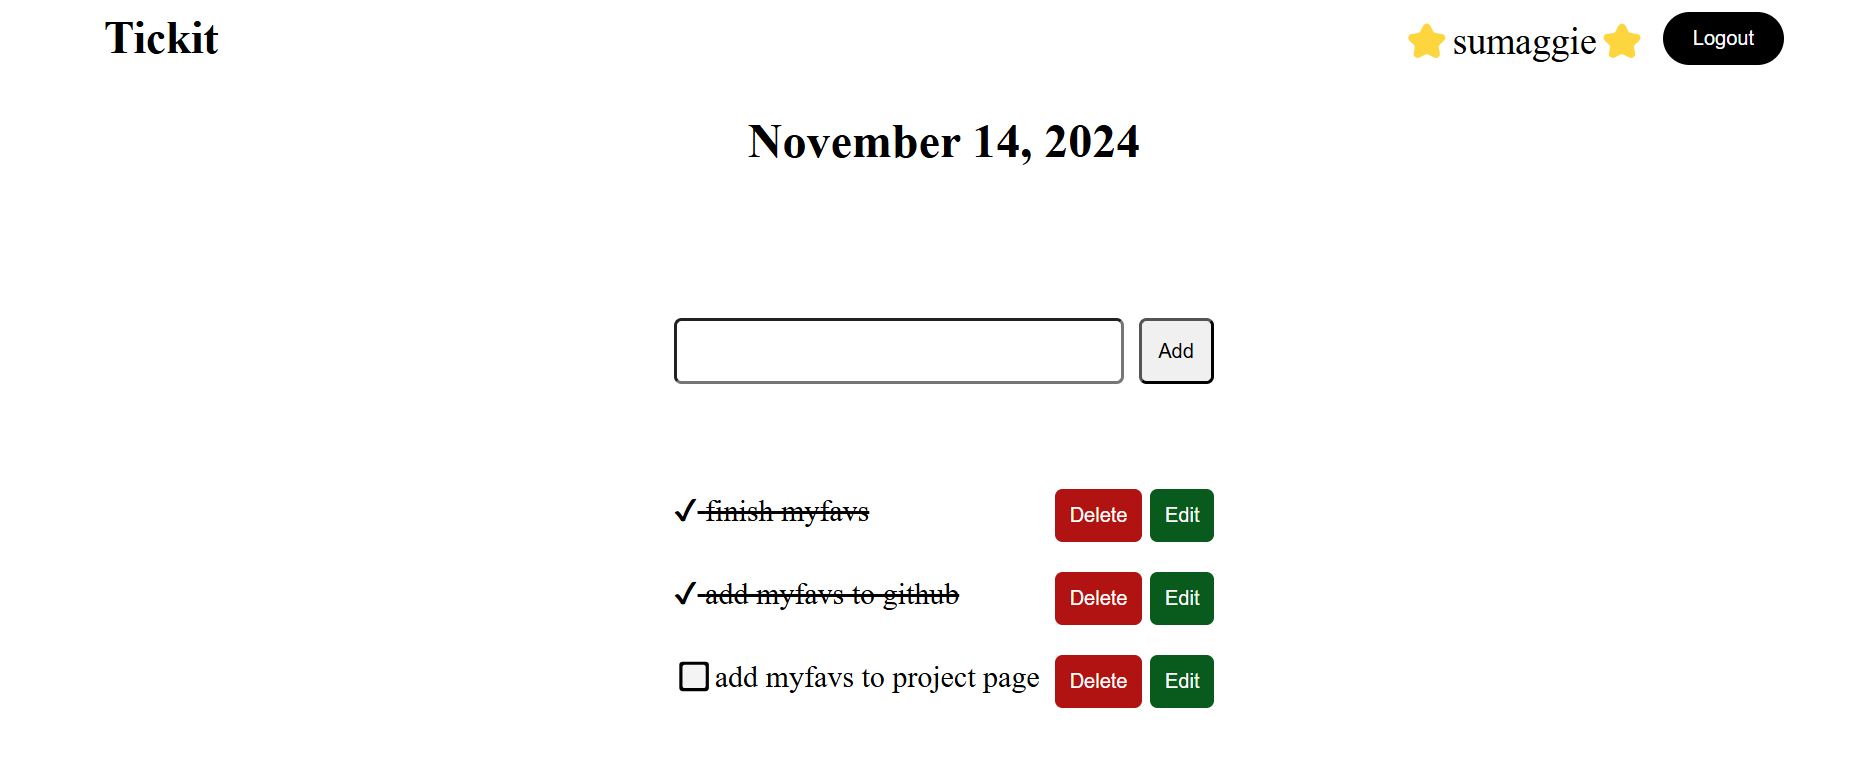 Tickit
⭐ sumaggie ⭐ Logout
November 14, 2024
Add
✓ finish myfavs Delete Edit
✓ add myfavs to github Delete Edit
add myfavs to project page Delete Edit